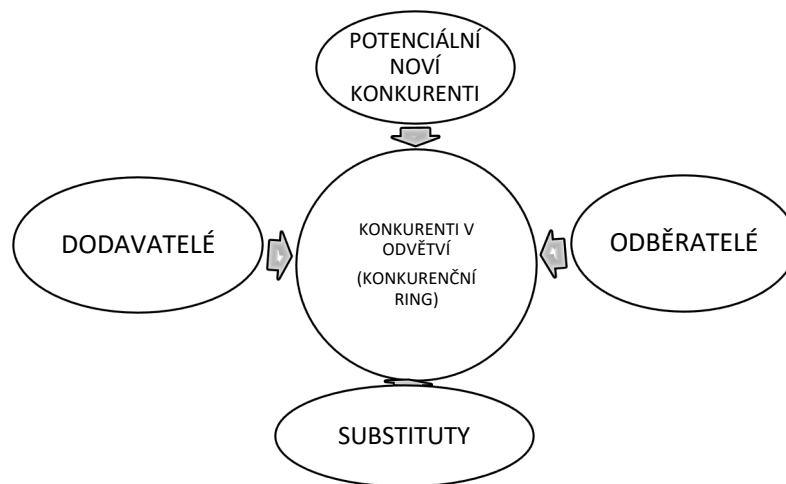 POTENCIÁLNÍ
NOVÍ
KONKURENTI
DODAVATELÉ
KONKURENTI V
ODVĚTVÍ
(KONKURENČNÍ
RING)
ODBĚRATELÉ
SUBSTITUTY